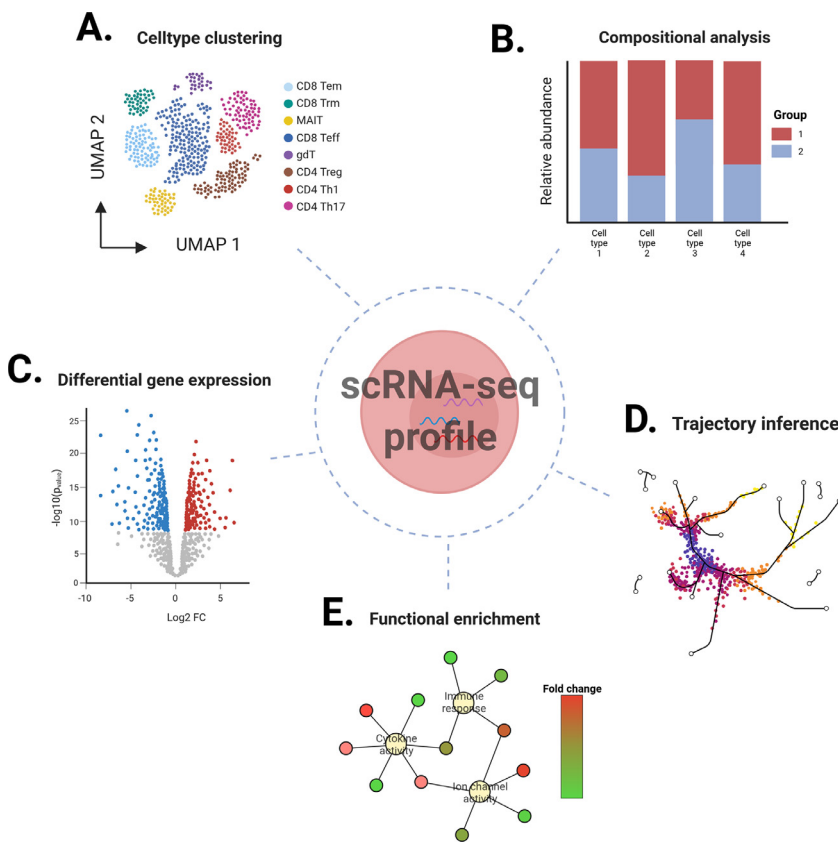 A.
Celltype clustering
UMAP 2
UMAP 1
CD8 Tem
CD8 Trm
MAIT
CD8 Teff
gdT
CD4 Treg
CD4 Th1
CD4 Th17
B.
Compositional analysis
Relative abundance
Group
1
2
Cell
type
1
Cell
type
2
Cell
type
3
Cell
type
4
scRNA-seq
profile
C.
Differential gene expression
-log10(pvalue)
25
20
15
10
5
0
-10
-5
0
5
Log2 FC
D.
Trajectory inference
E.
Functional enrichment
Immune
response
Cytokine
activity
Ion channel
activity
Fold change